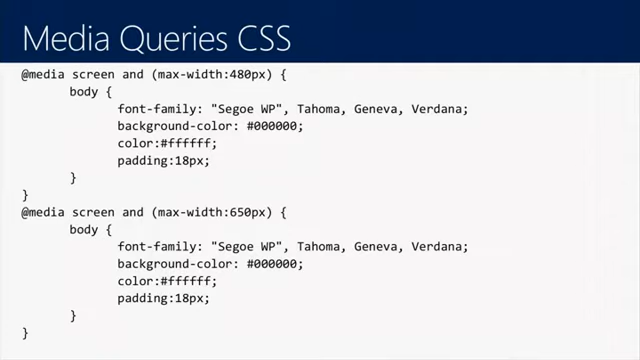 Media Queries CSS
@media screen and (max-width:480px) {
body {
font-family: "Segoe WP", Tahoma, Geneva, Verdana;
background-color: #000000;
color:#ffffff;
padding:18px;
}
}
@media screen and (max-width:650px) {
body {
font-family: "Segoe WP", Tahoma, Geneva, Verdana;
background-color: #000000;
color:#ffffff;
padding:18px;
}
}